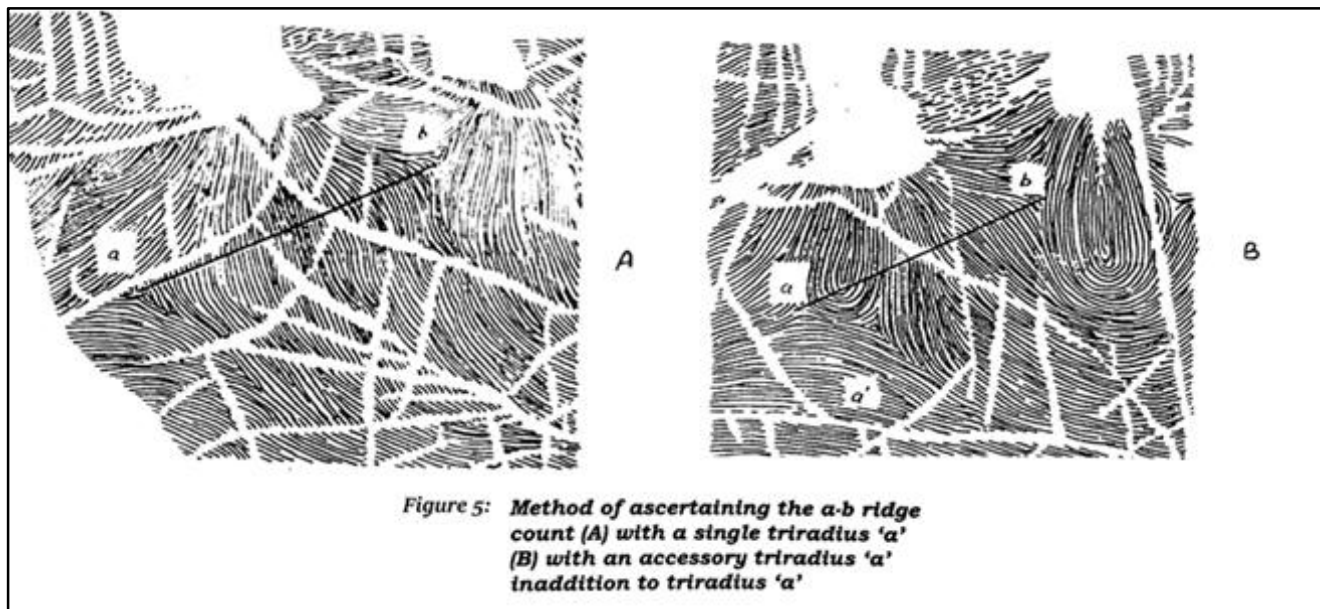 b
a
A
b
a
a'
B
Figure 5: Method of ascertaining the a-b ridge
count (A) with a single triradius ‘a’
(B) with an accessory triradius ‘a’
inaddition to triradius ‘a’